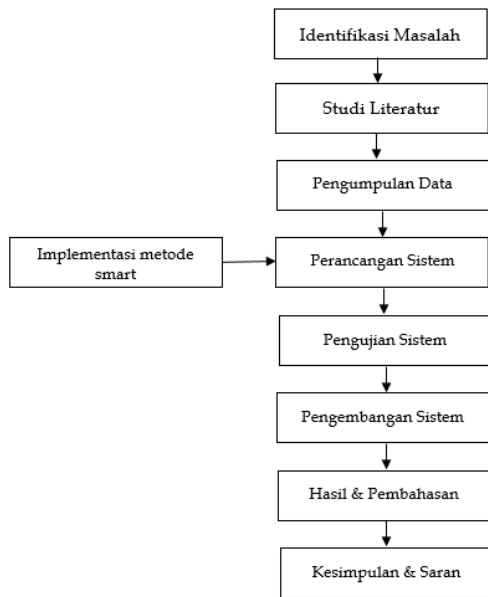 Identifikasi Masalah
Studi Literatur
Pengumpulan Data
Implementasi metode
smart
Perancangan Sistem
Pengujian Sistem
Pengembangan Sistem
Hasil & Pembahasan
Kesimpulan & Saran